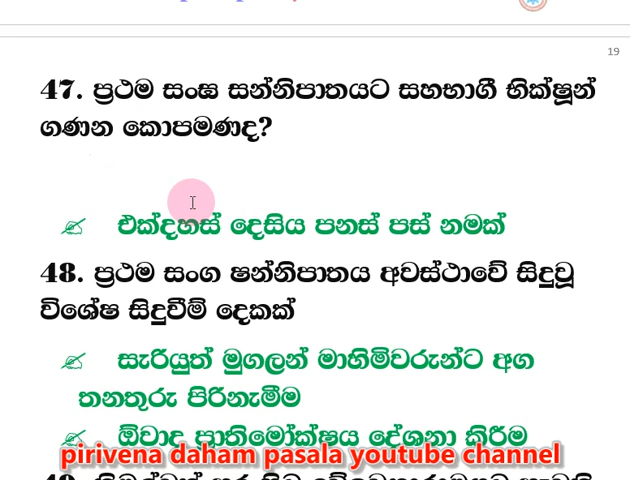 19
47. ප්‍රථම සංඝ සන්නිපාතයට සහභාගී භික්ෂූන්
ගණන කොපමණද?
එක්දහස් දෙසිය පනස් පස් නමක්
48. ප්‍රථම සංග ෂන්නිපාතය අවස්ථාවේ සිදුවූ
විශේෂ සිදුවීම් දෙකක්
සැරියුත් මුගලන් මාහිමිවරුන්ට අග
තනතුරු පිරිනැමීම
ඕවාද පාතිමෝක්ෂය දේශනා කිරීම
pirivena daham pasala youtube channel